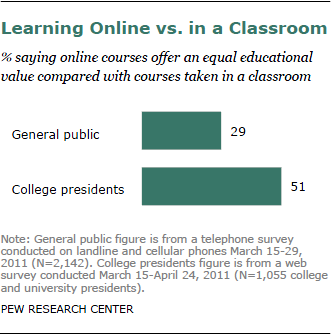 Learning Online vs. in a Classroom
% saying online courses offer an equal educational
value compared with courses taken in a classroom
General public 29
College presidents 51
Note: General public figure is from a telephone survey
conducted on landline and cellular phones March 15-29,
2011 (N=2,142). College presidents figure is from a web
survey conducted March 15-April 24, 2011 (N=1,055 college
and university presidents).
PEW RESEARCH CENTER